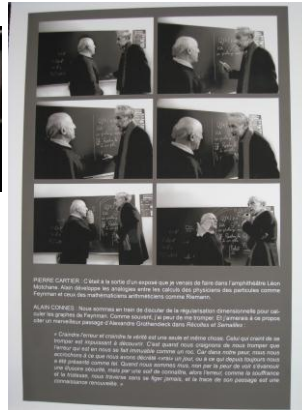 PIERRE CARTIER : C'était à la sortie d'un exposé que je venais de faire dans l'amphithéâtre Léon
Motchane. Alain développe les analogies entre les calculs des physiciens des particules comme
Feynman et ceux des mathématiciens arithméticiens comme Riemann.
ALAIN CONNES : Nous sommes en train de discuter de la régularisation dimensionnelle pour cal-
culer les graphes de Feynman. Comme souvent, j'ai peur de me tromper. Et j'aimerais à ce propos
citer un merveilleux passage d'Alexandre Grothendieck dans Récoltes et Semailles :
« Craindre l'erreur et craindre la vérité est une seule et même chose. Celui qui craint de se
tromper est impuissant à découvrir. C'est quand nous craignons de nous tromper que
l'erreur qui est en nous se fait immuable comme un roc. Car dans notre peur, nous nous
accrochons à ce que nous avons décrété « vrai » un jour, ou à ce qui depuis toujours nous
a été présenté comme tel. Quand nous sommes mûs, non par la peur de voir s'évanouir
une illusoire sécurité, mais par une soif de connaître, alors l'erreur, comme la souffrance
et la tristesse, nous traverse sans se figer jamais, et la trace de son passage est une
connaissance renouvelée. »